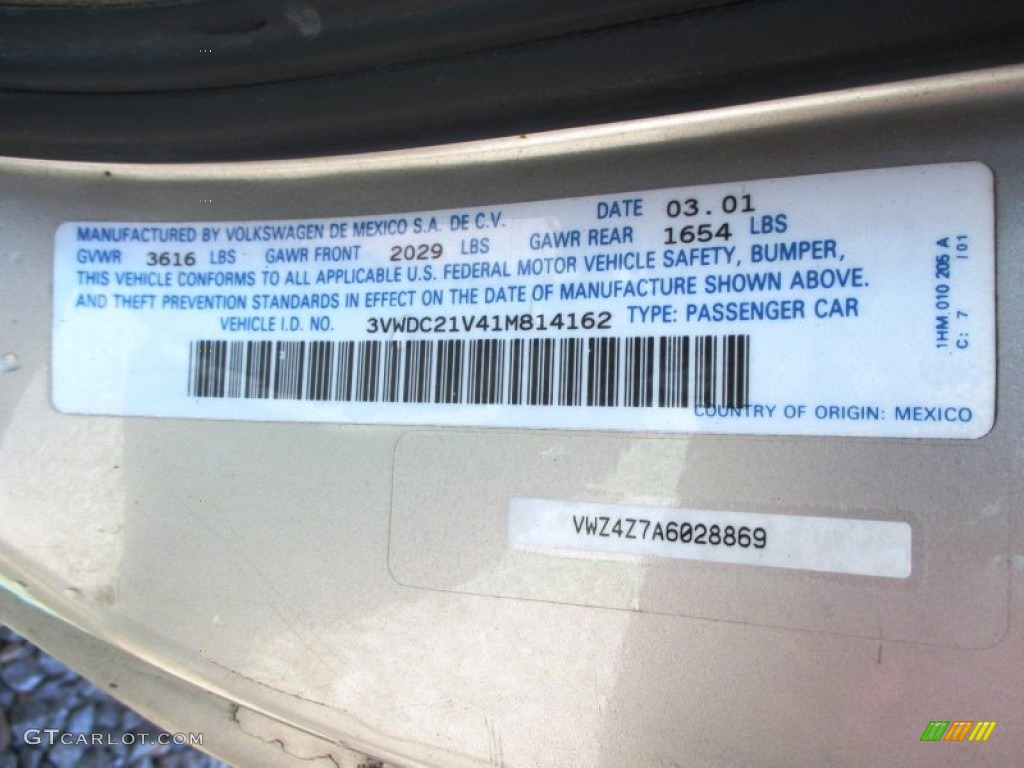 MANUFACTURED BY VOLKSWAGEN DE MEXICO S.A. DE C.V. DATE 03.01
GVWR 3616 LBS GAWR FRONT 2029 LBS GAWR REAR 1654 LBS
THIS VEHICLE CONFORMS TO ALL APPLICABLE U.S. FEDERAL MOTOR VEHICLE SAFETY, BUMPER,
AND THEFT PREVENTION STANDARDS IN EFFECT ON THE DATE OF MANUFACTURE SHOWN ABOVE.
VEHICLE I.D. NO. 3VWDC21V41M814162 TYPE: PASSENGER CAR
COUNTRY OF ORIGIN: MEXICO
1HM 010 205 A
C: 7 I01
VWZ4Z7A6028869
GTCARLOT.COM